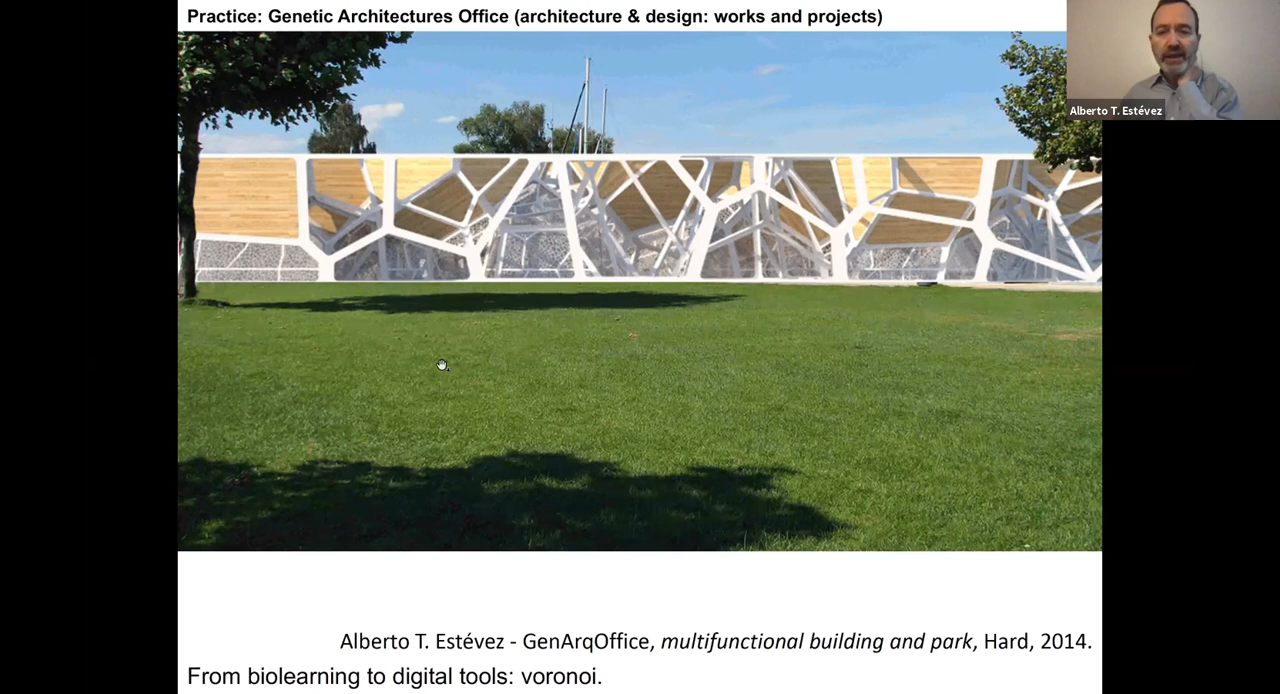 Practice: Genetic Architectures Office (architecture & design: works and projects)
Alberto T. Estévez
Alberto T. Estévez - GenArqOffice, multifunctional building and park, Hard, 2014.
From biolearning to digital tools: voronoi.